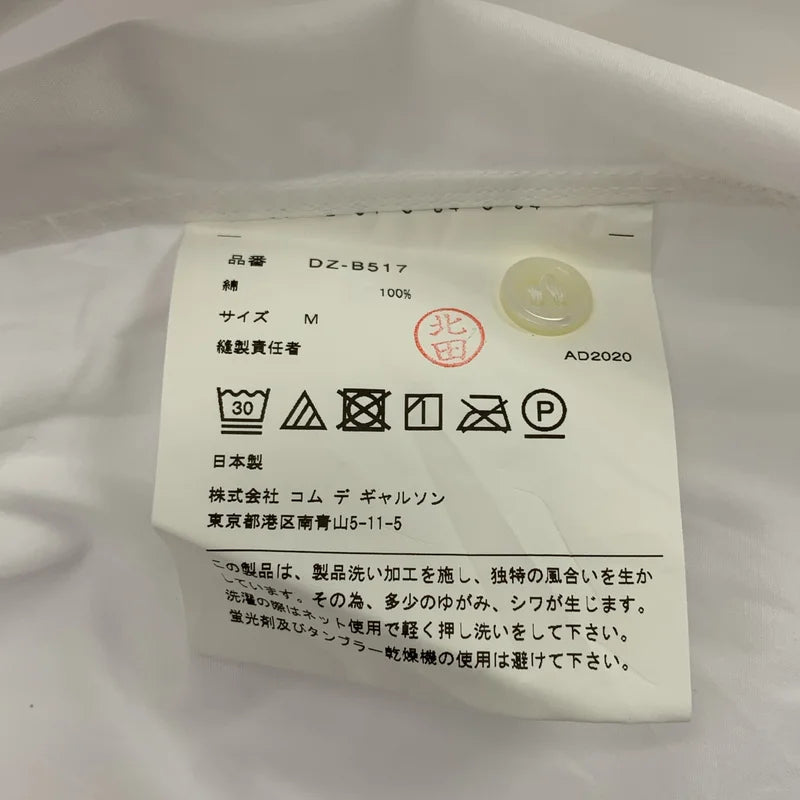 品番 DZ-B517
綿 100%
サイズ M
縫製責任者 北田
AD2020
30
P
日本製
株式会社 コム デ ギャルソン
東京都港区南青山5-11-5
この製品は、製品洗い加工を施し、独特の風合いを生か
しています。その為、多少のゆがみ、シワが生じます。
洗濯の際はネット使用で軽く押し洗いをして下さい。
蛍光剤及びタンブラー乾燥機の使用は避けて下さい。